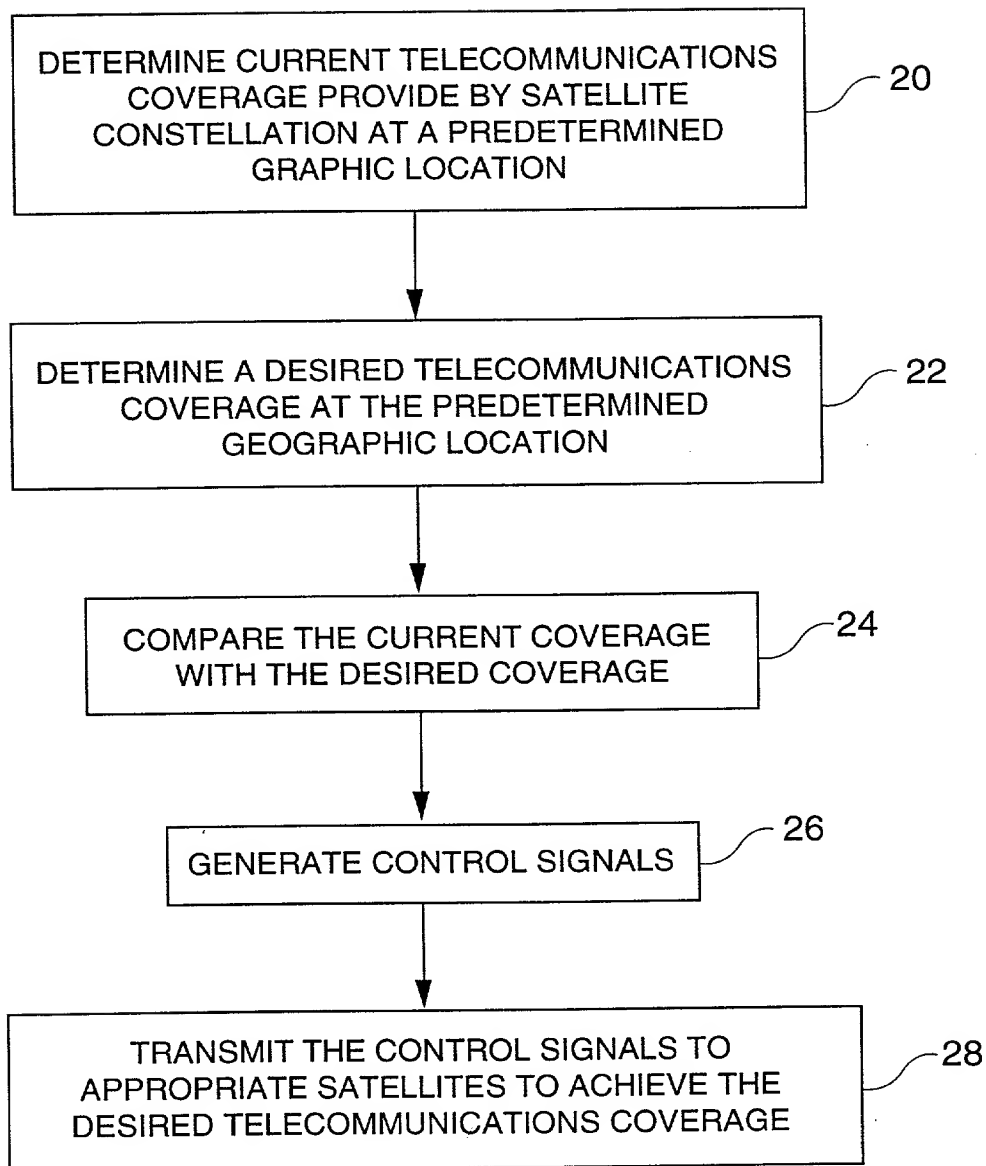 DETERMINE CURRENT TELECOMMUNICATIONS
COVERAGE PROVIDE BY SATELLITE
CONSTELLATION AT A PREDETERMINED
GRAPHIC LOCATION
20
DETERMINE A DESIRED TELECOMMUNICATIONS
COVERAGE AT THE PREDETERMINED
GEOGRAPHIC LOCATION
22
COMPARE THE CURRENT COVERAGE
WITH THE DESIRED COVERAGE
24
GENERATE CONTROL SIGNALS
26
TRANSMIT THE CONTROL SIGNALS TO
APPROPRIATE SATELLITES TO ACHIEVE THE
DESIRED TELECOMMUNICATIONS COVERAGE
28